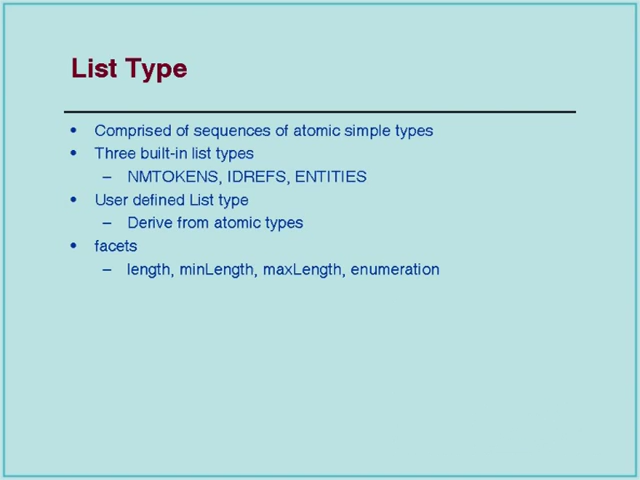 List Type
• Comprised of sequences of atomic simple types
• Three built-in list types
– NMTOKENS, IDREFS, ENTITIES
• User defined List type
– Derive from atomic types
• facets
– length, minLength, maxLength, enumeration